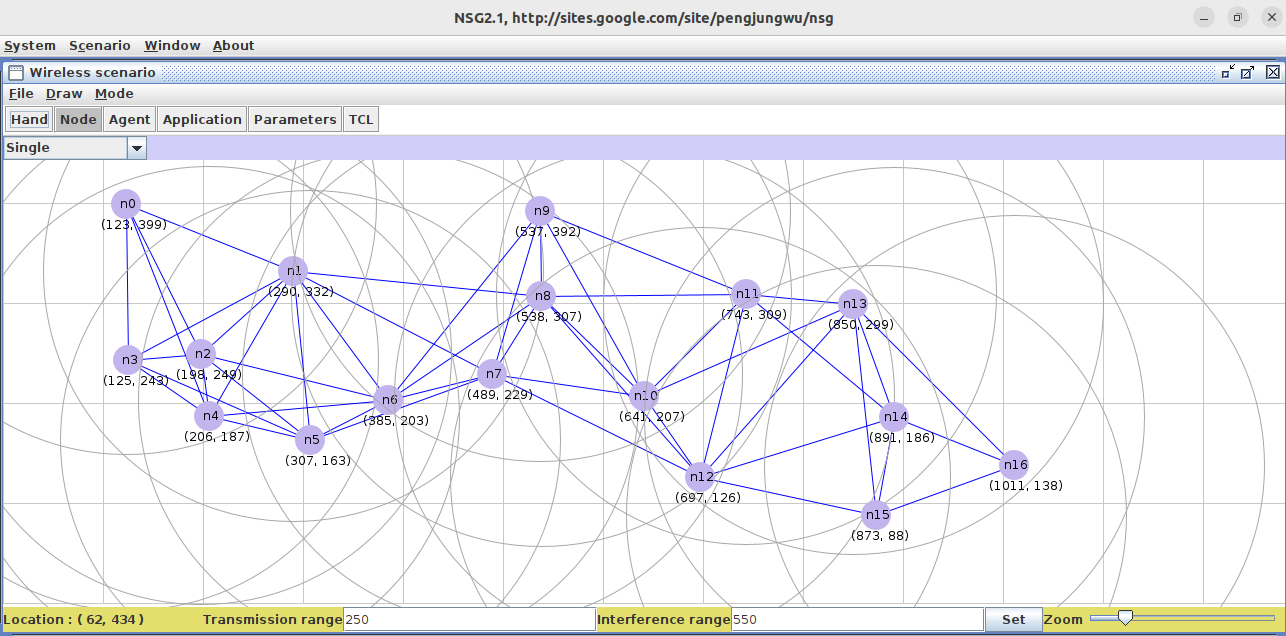 NSG2.1, http://sites.google.com/site/pengjungwu/nsg
System Scenario Window About
Wireless scenario
File Draw Mode
Hand Node Agent Application Parameters TCL
Single
n0
(123, 399)
n9
(537, 392)
n1
(290, 332)
n8
(538, 307)
n11
(743, 309)
n13
(850, 299)
n3
(125, 243)
n2
(198, 249)
n7
(489, 229)
n6
(385, 203)
n10
(641, 207)
n4
(206, 187)
n14
(891, 186)
n5
(307, 163)
n12
(697, 126)
n16
(1011, 138)
n15
(873, 88)
Location : ( 62, 434 ) Transmission range 250 Interference range 550 Set Zoom